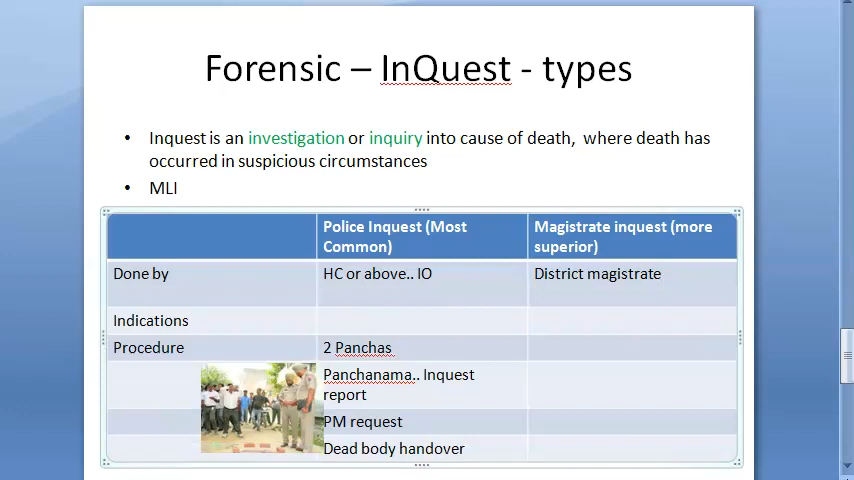 Forensic – InQuest - types
• Inquest is an investigation or inquiry into cause of death, where death has
occurred in suspicious circumstances
• MLI
Police Inquest (Most
Common)
Magistrate inquest (more
superior)
Done by
HC or above.. IO
District magistrate
Indications
Procedure
2 Panchas
Panchanama.. Inquest
report
PM request
Dead body handover